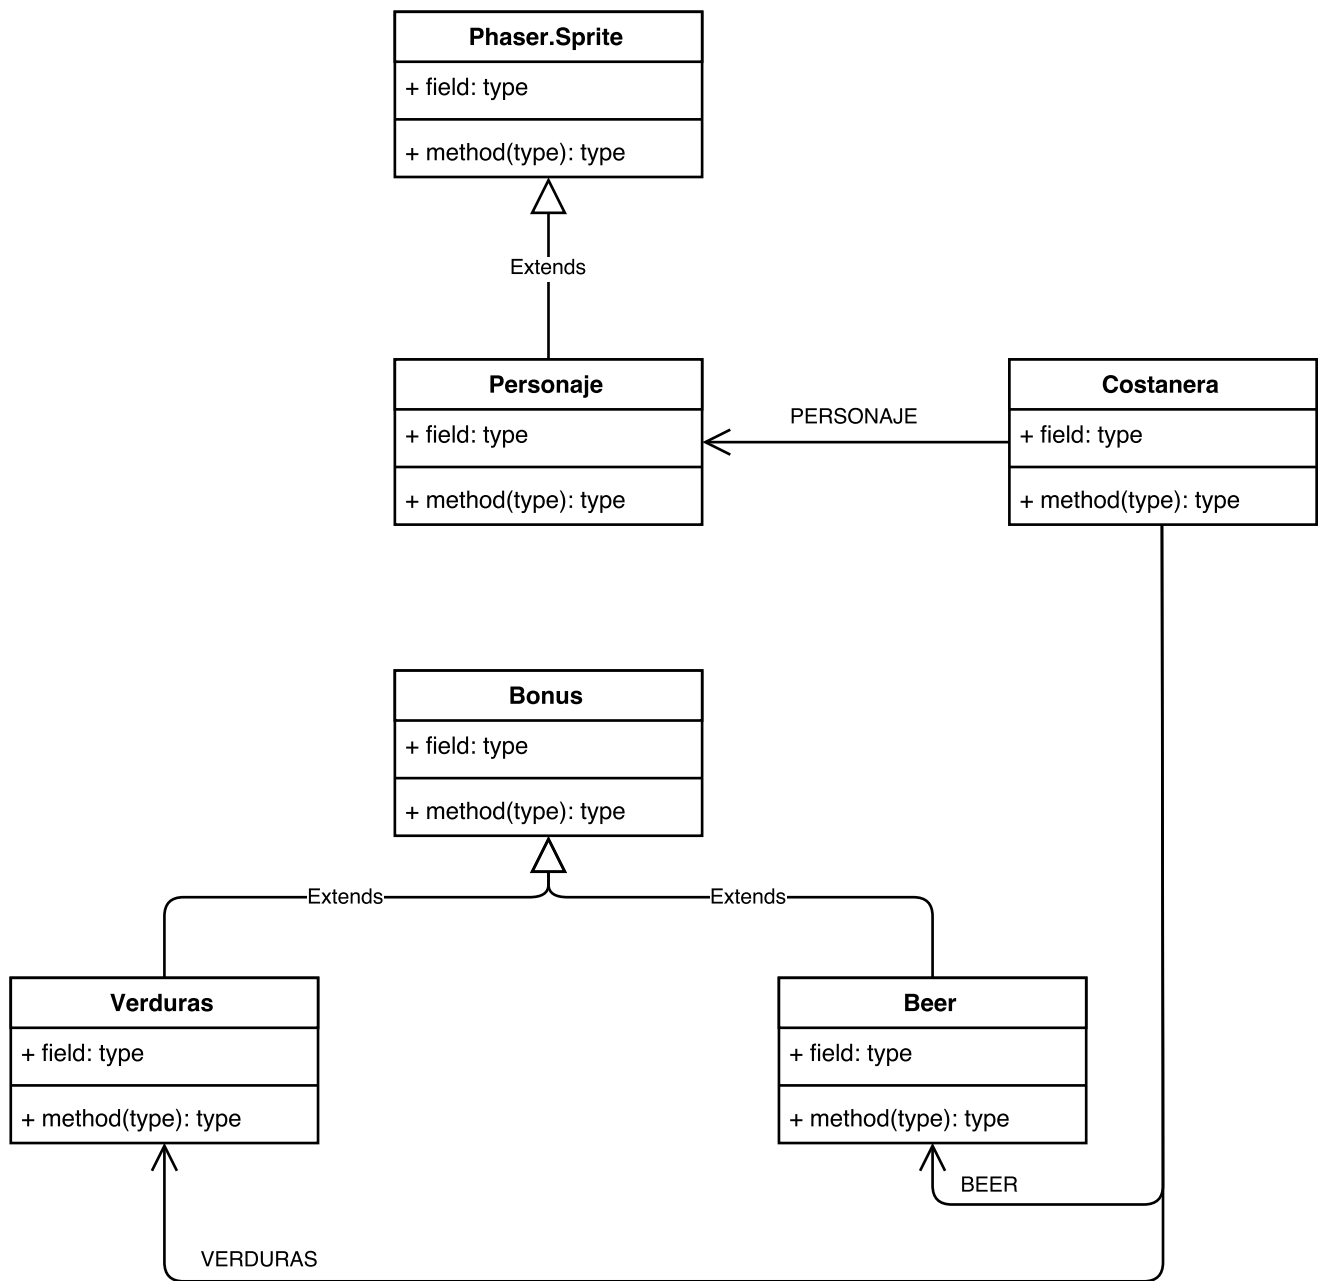 Phaser.Sprite
+ field: type
+ method(type): type
Extends
Personaje
+ field: type
+ method(type): type
PERSONAJE
Costanera
+ field: type
+ method(type): type
Bonus
+ field: type
+ method(type): type
Extends
Extends
Verduras
+ field: type
+ method(type): type
Beer
+ field: type
+ method(type): type
BEER
VERDURAS